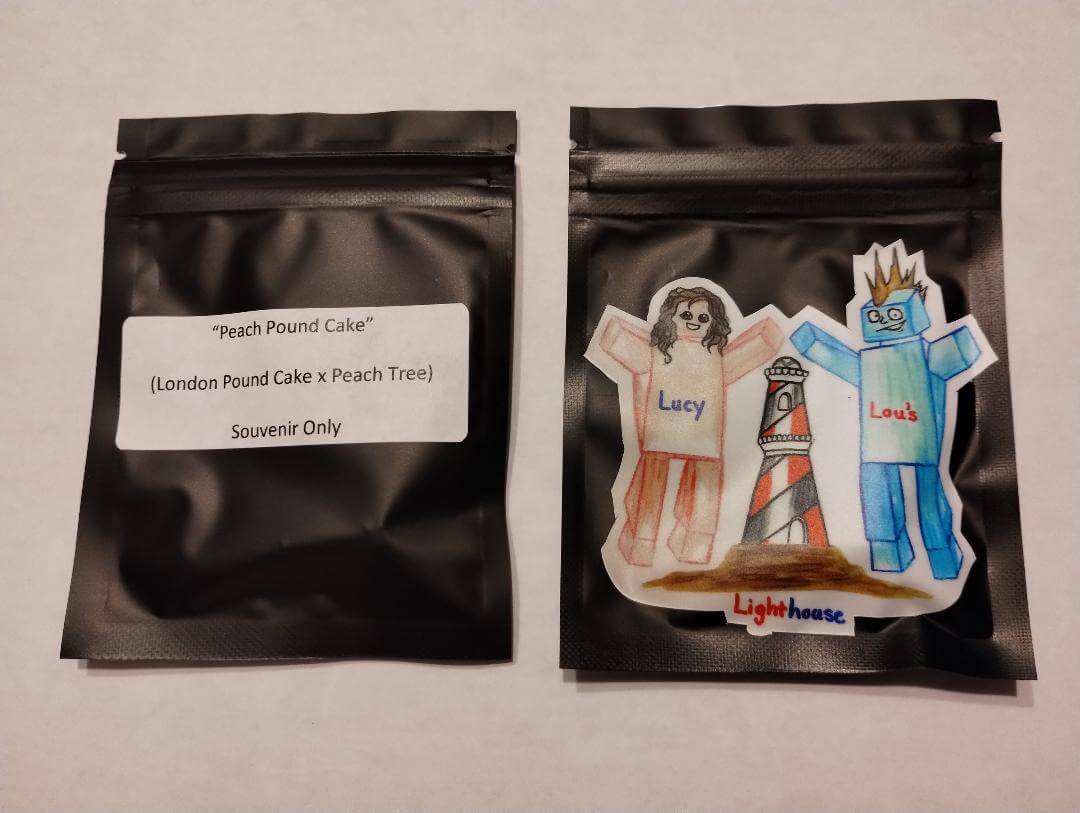 “Peach Pound Cake”
(London Pound Cake x Peach Tree)
Souvenir Only
Lucy
Lou's
Lighthouse